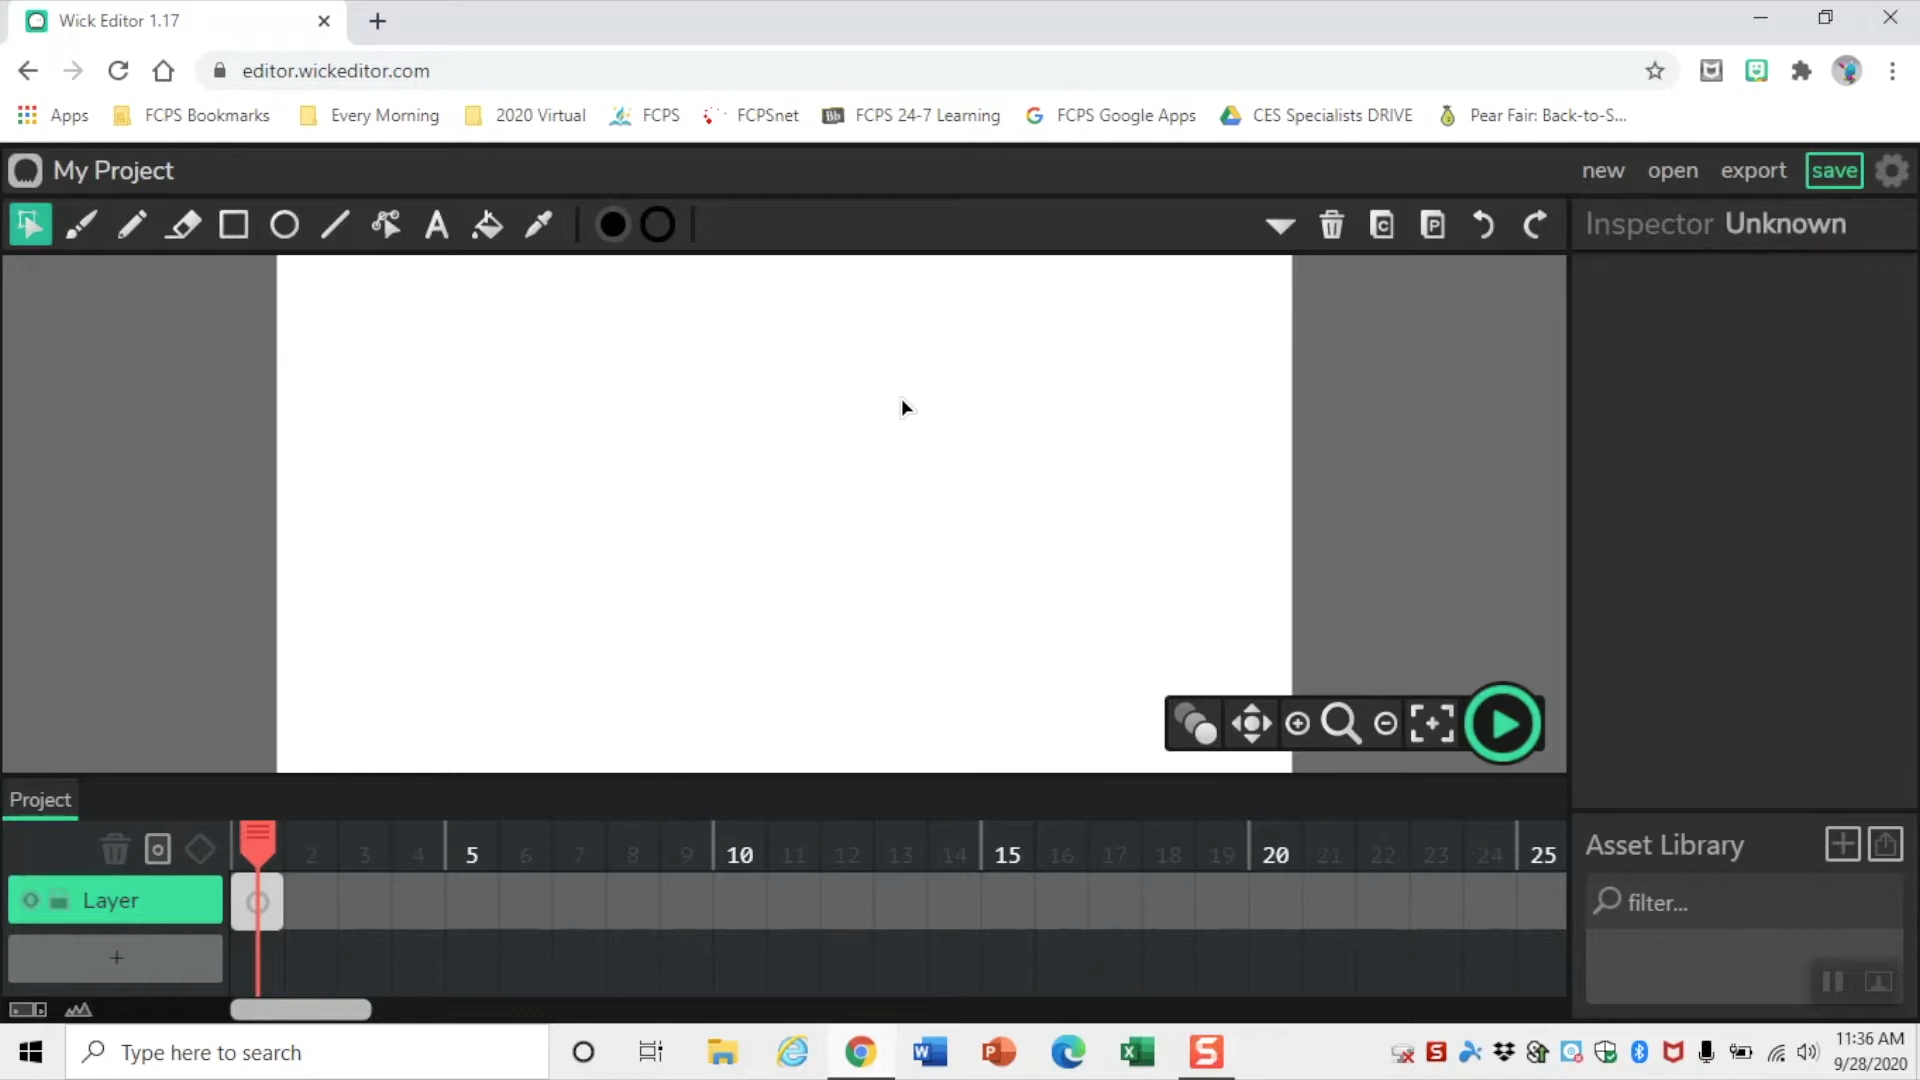 Wick Editor 1.17
editor.wickeditor.com
Apps FCPS Bookmarks Every Morning 2020 Virtual FCPS FCPSnet Bb FCPS 24-7 Learning FCPS Google Apps CES Specialists DRIVE Pear Fair: Back-to-S...
My Project new open export save
Inspector Unknown
Project
2 3 4 5 6 7 8 9 10 11 12 13 14 15 16 17 18 19 20 21 22 23 24 25
Asset Library
Layer
filter...
+
Type here to search
11:36 AM
9/28/2020